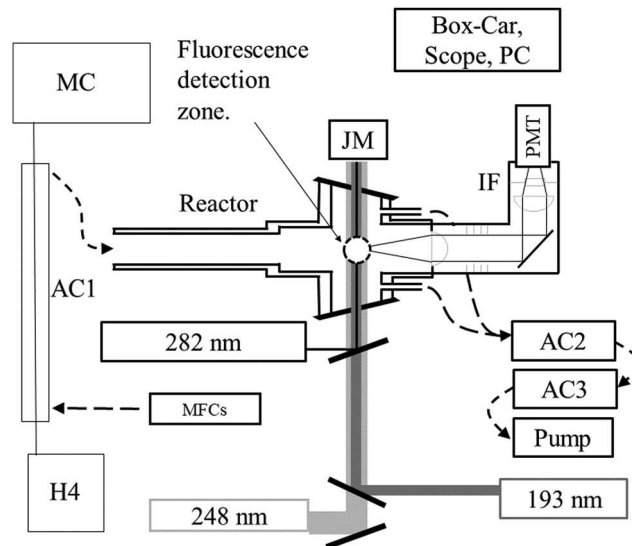 Box-Car,
Scope, PC
Fluorescence
detection
zone.
MC
JM
PMT
IF
Reactor
AC1
282 nm
AC2
AC3
MFCs
Pump
H4
248 nm
193 nm